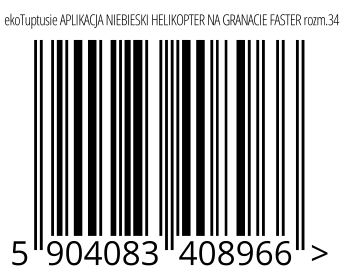 ekoTuptusie APLIKACJA NIEBIESKI HELIKOPTER NA GRANACIE FASTER rozm.34
5 904083 408966 >